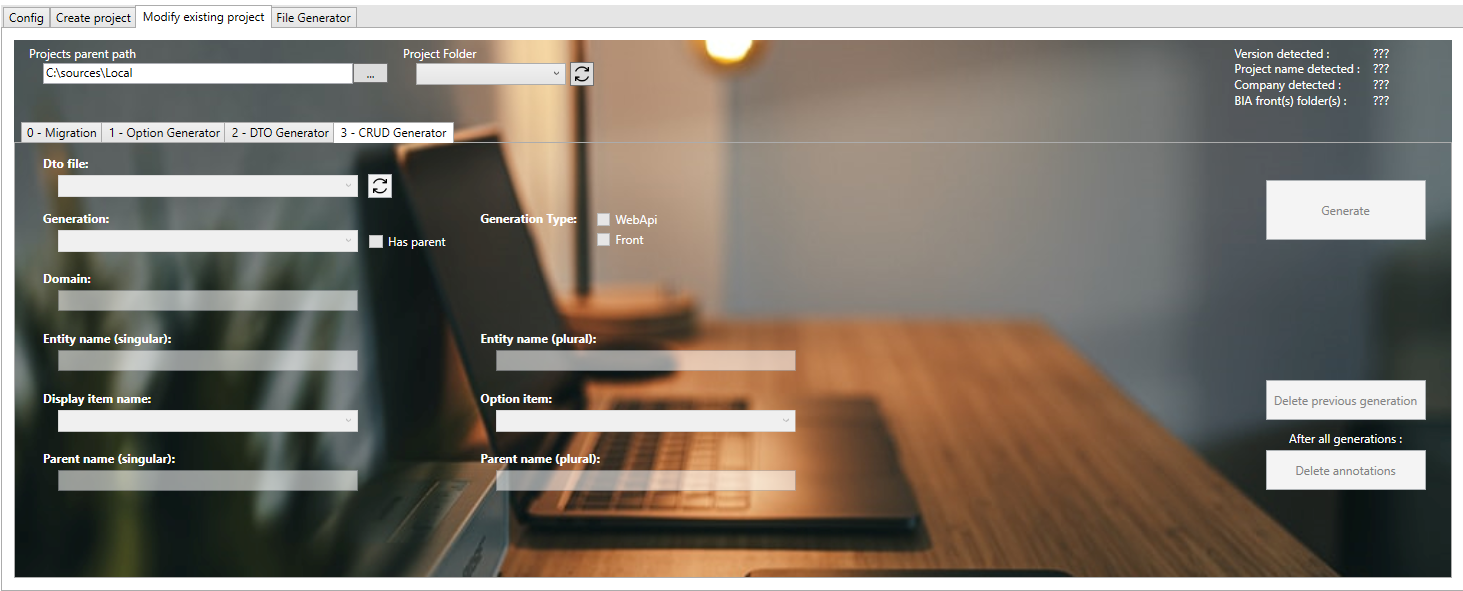 Config Create project Modify existing project File Generator
Projects parent path Project Folder
C:\sources\Local ...
Version detected : ???
Project name detected : ???
Company detected : ???
BIA front(s) folder(s) : ???
0 - Migration 1 - Option Generator 2 - DTO Generator 3 - CRUD Generator
Dto file:
Generate
Generation: Generation Type: WebApi
Has parent Front
Domain:
Entity name (singular): Entity name (plural):
Display item name: Option item:
Delete previous generation
After all generations :
Parent name (singular): Parent name (plural):
Delete annotations